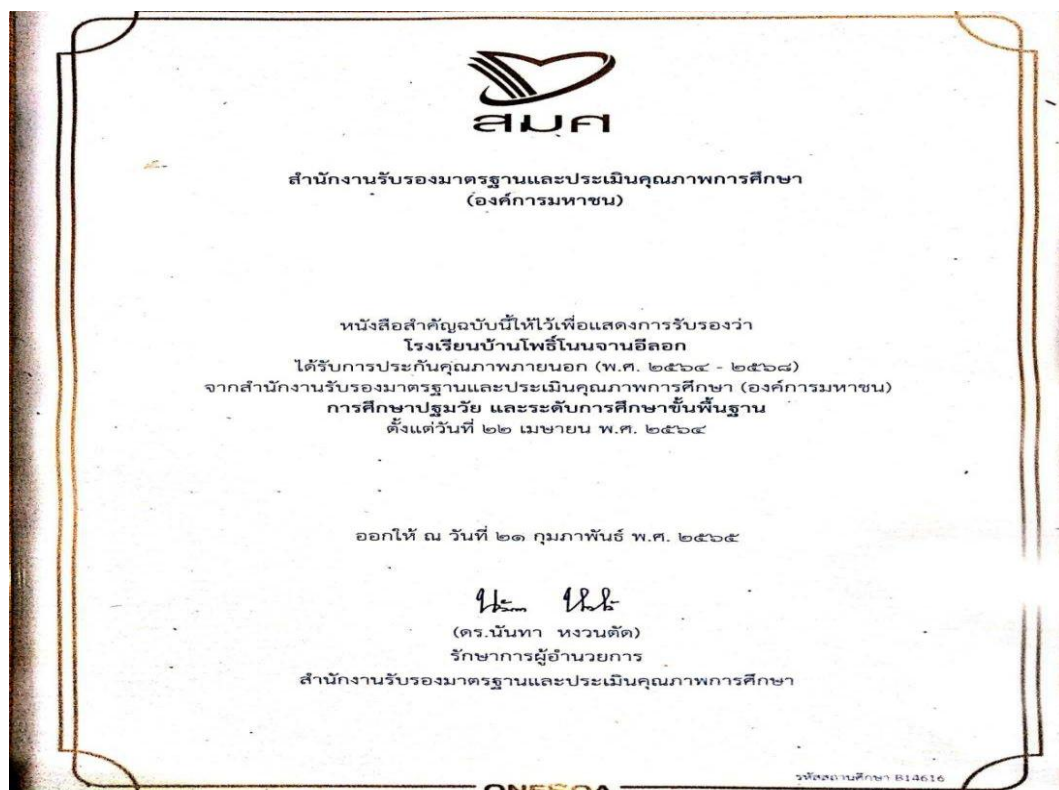 สมศ
สำนักงานรับรองมาตรฐานและประเมินคุณภาพการศึกษา
(องค์การมหาชน)
หนังสือสำคัญฉบับนี้ให้ไว้เพื่อแสดงการรับรองว่า
โรงเรียนบ้านโพธิ์โนนจานอีลอก
ได้รับการประกันคุณภาพภายนอก (พ.ศ. ๒๕๖๔ - ๒๕๖๘)
จากสำนักงานรับรองมาตรฐานและประเมินคุณภาพการศึกษา (องค์การมหาชน)
การศึกษาปฐมวัย และระดับการศึกษาขั้นพื้นฐาน
ตั้งแต่วันที่ ๒๒ เมษายน พ.ศ. ๒๕๖๔
ออกให้ ณ วันที่ ๒๑ กุมภาพันธ์ พ.ศ. ๒๕๖๕
(ดร.นันทา หงวนตัด)
รักษาการผู้อำนวยการ
สำนักงานรับรองมาตรฐานและประเมินคุณภาพการศึกษา
รหัสสถานศึกษา B14616
ONESQA